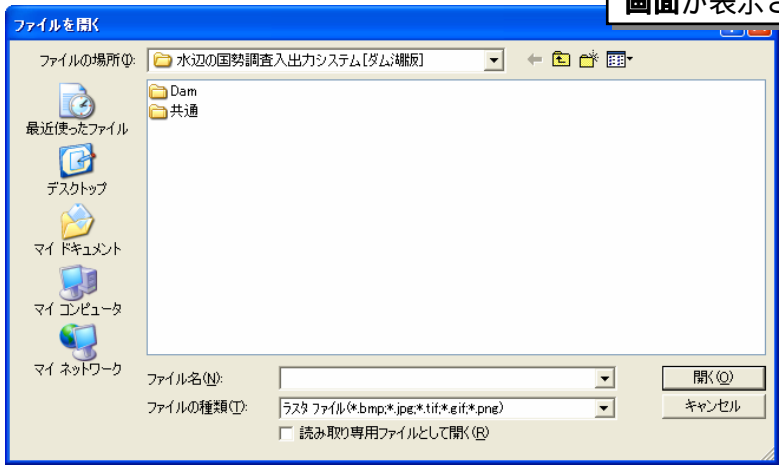 画面が表示さ
ファイルを開く
ファイルの場所(I):
水辺の国勢調査入出力システム[ダム湖版]
Dam
共通
最近使ったファイル
デスクトップ
マイ ドキュメント
マイ コンピュータ
マイ ネットワーク
ファイル名(N):
開く(O)
ファイルの種類(T):
ラスタ ファイル(*.bmp;*.jpg;*.tif;*.gif;*.png)
キャンセル
読み取り専用ファイルとして開く(R)